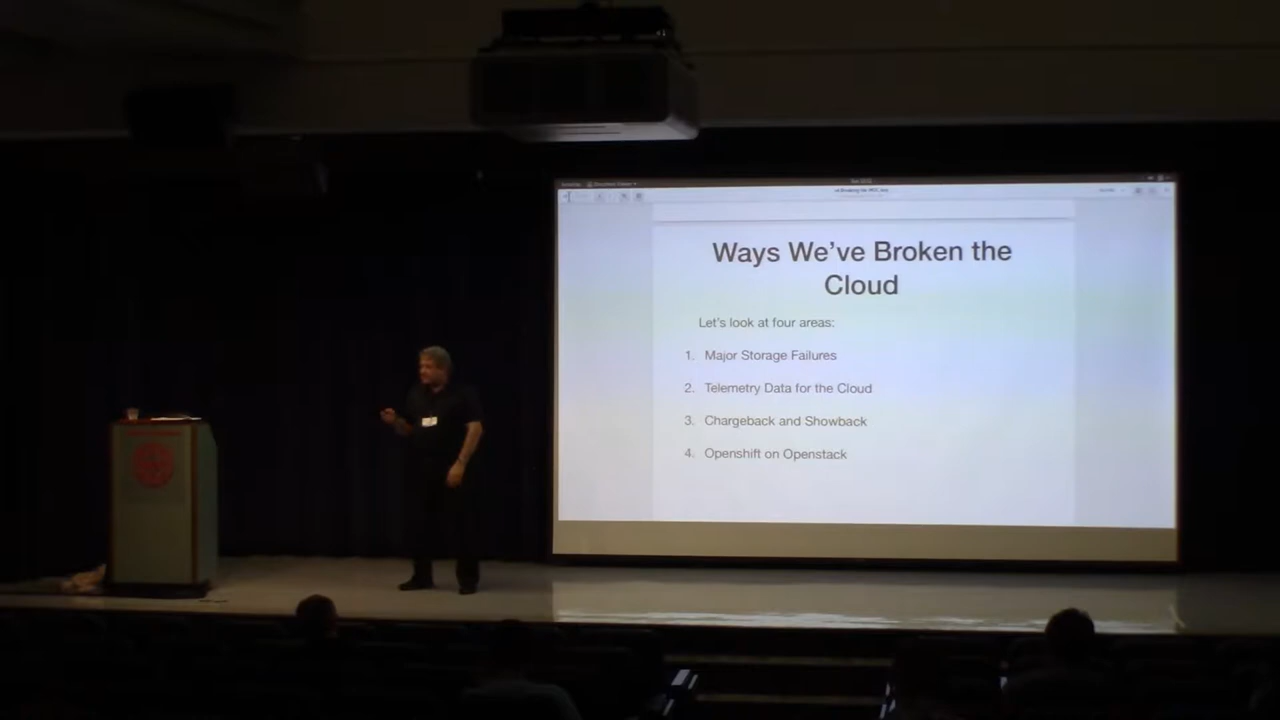 Ways We've Broken the
Cloud
Let's look at four areas:
1. Major Storage Failures
2. Telemetry Data for the Cloud
3. Chargeback and Showback
4. Openshift on Openstack